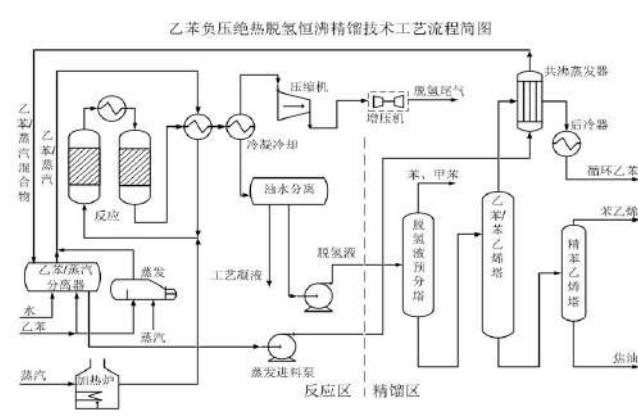 乙苯负压绝热脱氢恒沸精馏技术工艺流程简图
共沸蒸发器
压缩机
脱氢尾气
增压机
后冷器
冷凝冷却
循环乙苯
乙苯/蒸汽混合物
乙苯/蒸汽
反应
油水分离
苯、甲苯
苯乙烯
脱氢液预分塔
乙苯/苯乙烯塔
精苯乙烯塔
脱氢液
工艺凝液
乙苯/蒸汽
分离器
蒸发
水
乙苯
蒸汽
蒸发进料泵
焦油
蒸汽
加热炉
反应区
精馏区